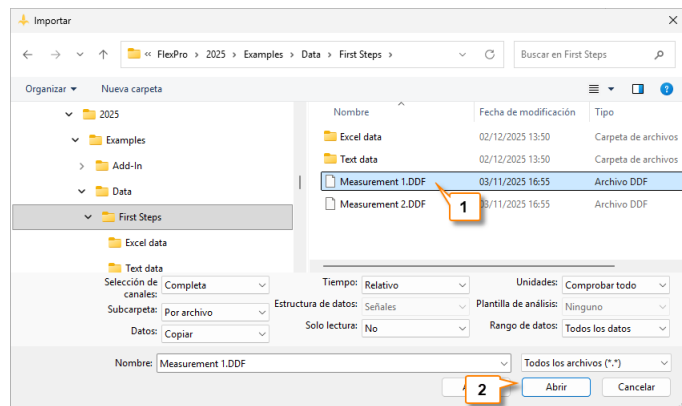 Importar
« FlexPro > 2025 > Examples > Data > First Steps >
Buscar en First Steps
Organizar Nueva carpeta
2025
Examples
Add-In
Data
First Steps
Excel data
Text data
Nombre Fecha de modificación Tipo
Excel data 02/12/2025 13:50 Carpeta de archivos
Text data 02/12/2025 13:50 Carpeta de archivos
Measurement 1.DDF 03/11/2025 16:55 Archivo DDF
1
Measurement 2.DDF 03/11/2025 16:55 Archivo DDF
Selección de canales: Completa Tiempo: Relativo Unidades: Comprobar todo
Subcarpeta: Por archivo Estructura de datos: Señales Plantilla de análisis: Ninguno
Datos: Copiar Solo lectura: No Rango de datos: Todos los datos
Nombre: Measurement 1.DDF Todos los archivos (*.*)
2
Abrir Cancelar